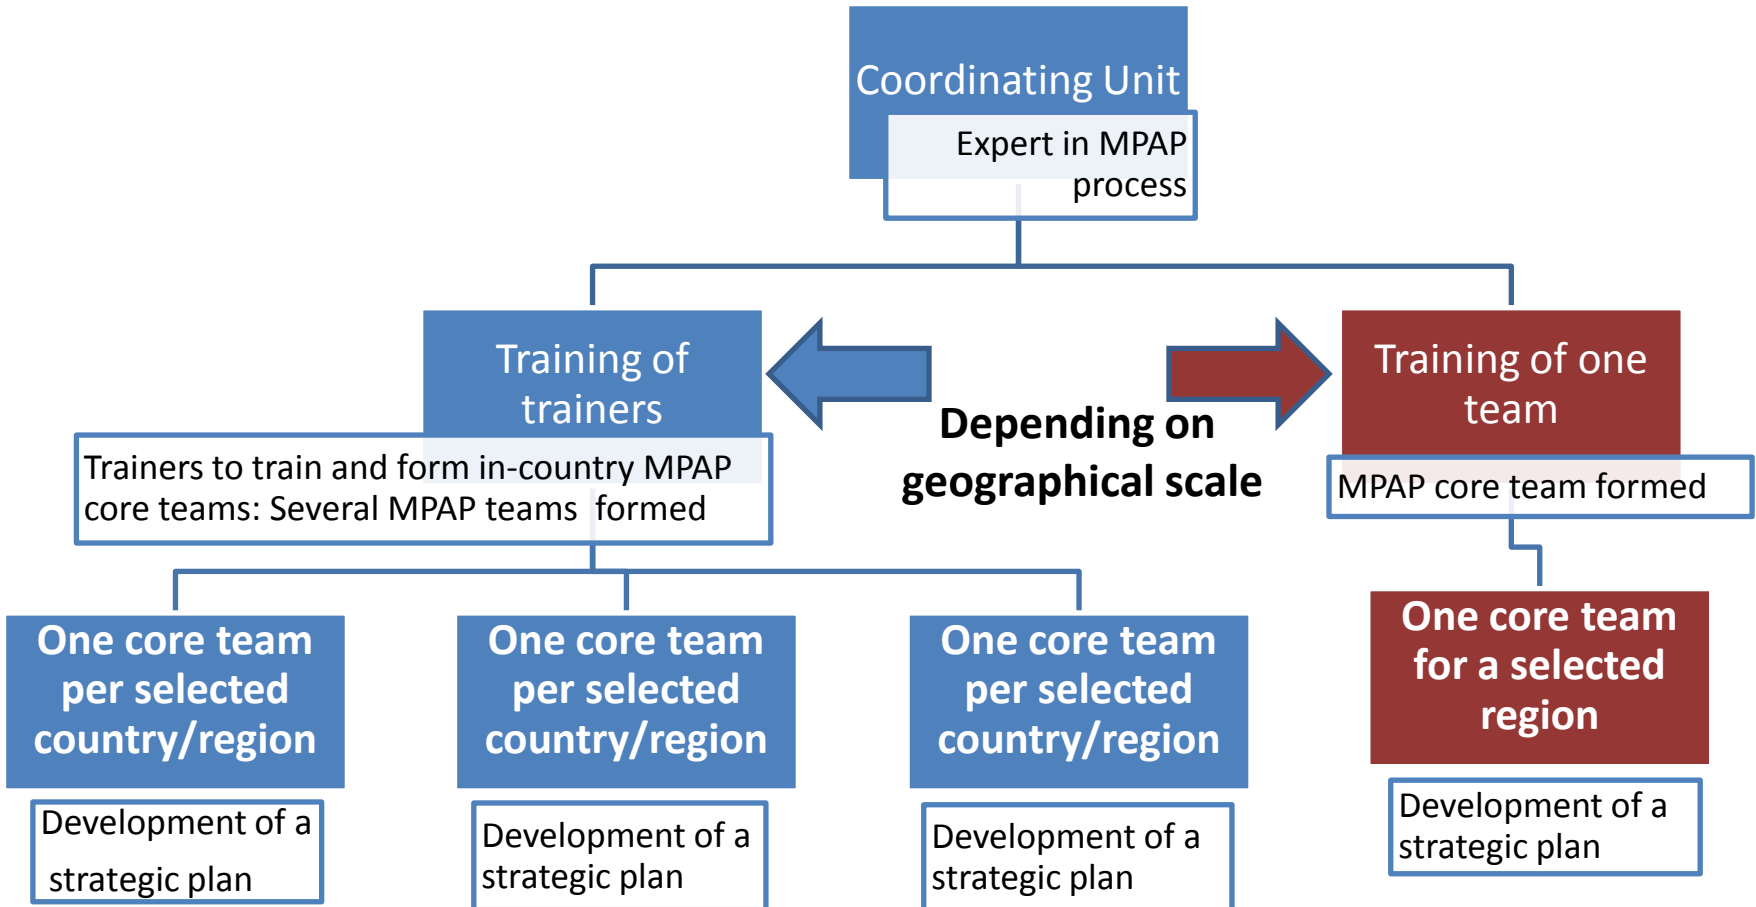 Coordinating Unit
Expert in MPAP
process
Training of
trainers
Trainers to train and form in-country MPAP
core teams: Several MPAP teams formed
Depending on
geographical scale
Training of one
team
MPAP core team formed
One core team
per selected
country/region
Development of a
strategic plan
One core team
per selected
country/region
Development of a
strategic plan
One core team
per selected
country/region
Development of a
strategic plan
One core team
for a selected
region
Development of a
strategic plan